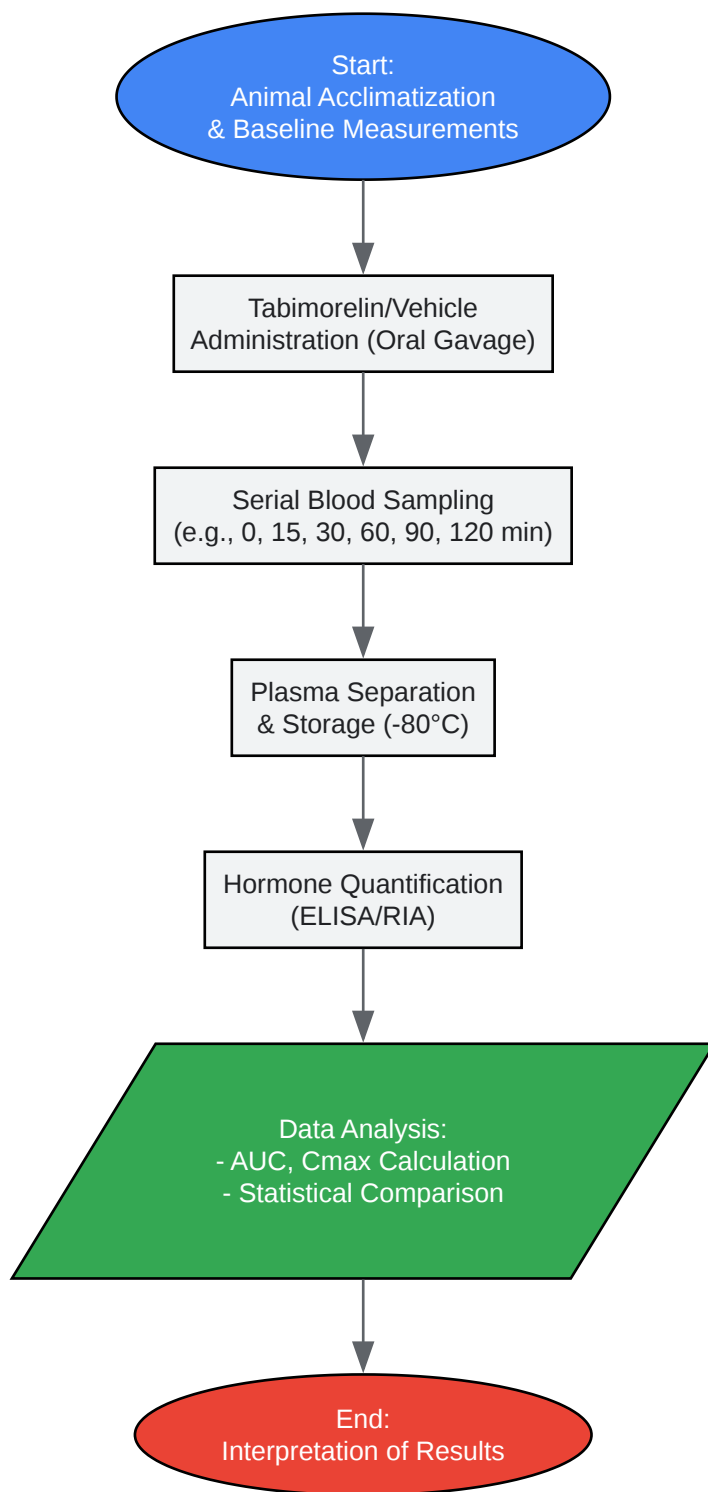 Start:
Animal Acclimatization
& Baseline Measurements
Tabimorelin/Vehicle
Administration (Oral Gavage)
Serial Blood Sampling
(e.g., 0, 15, 30, 60, 90, 120 min)
Plasma Separation
& Storage (-80°C)
Hormone Quantification
(ELISA/RIA)
Data Analysis:
- AUC, Cmax Calculation
- Statistical Comparison
End:
Interpretation of Results